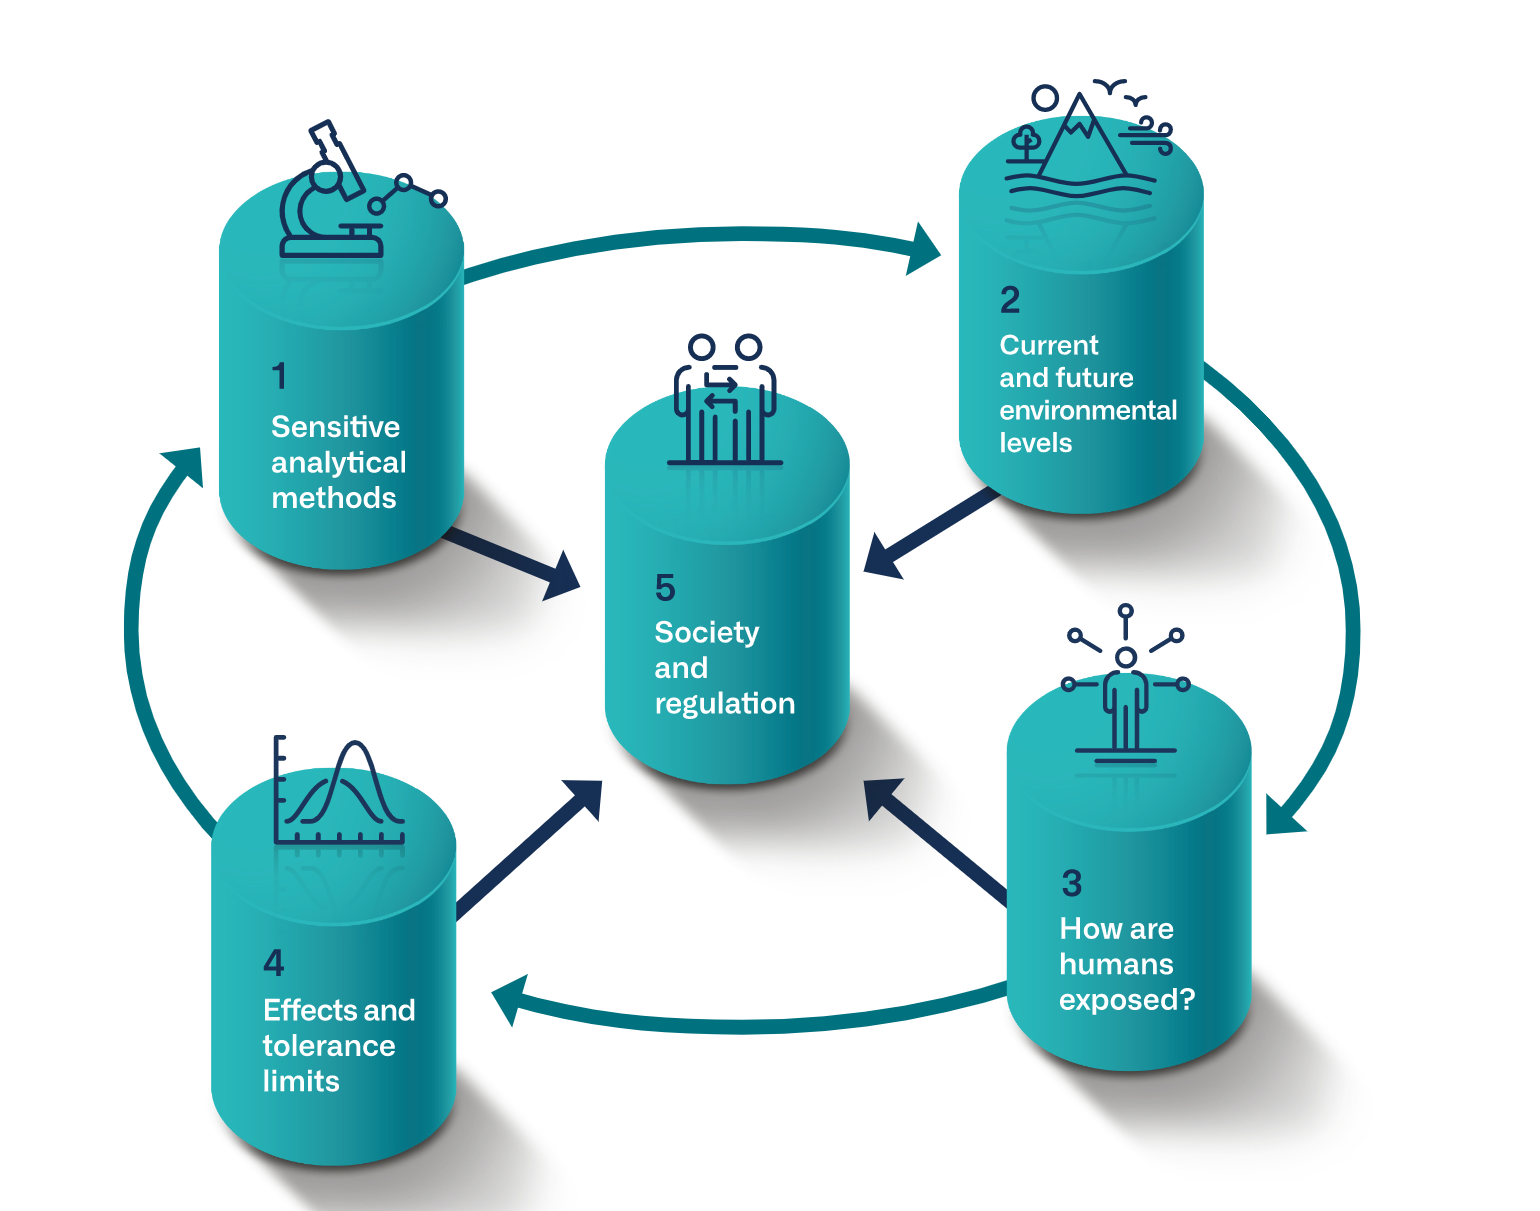 1
Sensitive
analytical
methods
2
Current
and future
environmental
levels
5
Society
and
regulation
3
How are
humans
exposed?
4
Effects and
tolerance
limits